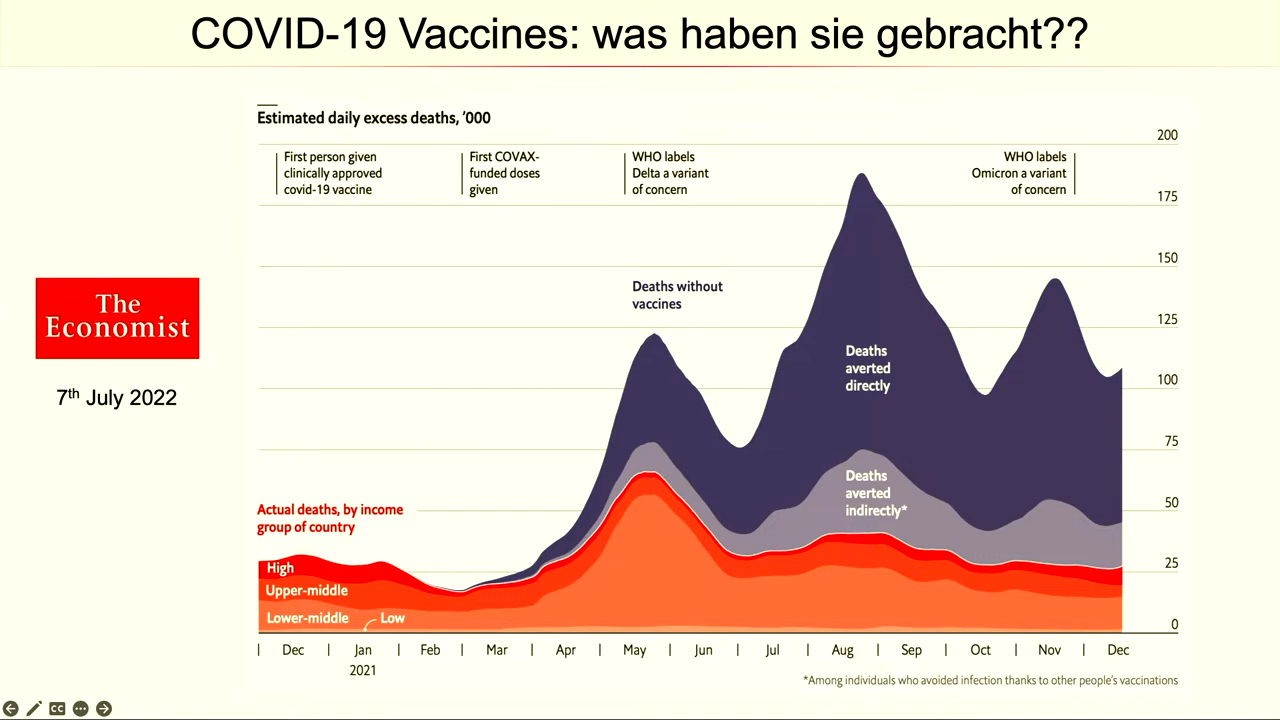 COVID-19 Vaccines: was haben sie gebracht??
Estimated daily excess deaths, '000
200
First person given
clinically approved
covid-19 vaccine
First COVAX-
funded doses
given
WHO labels
Delta a variant
of concern
WHO labels
Omicron a variant
of concern
175
150
The
Economist
7th July 2022
Deaths without
vaccines
125
Deaths
averted
directly
100
75
Deaths
averted
indirectly*
50
Actual deaths, by income
group of country
25
High
Upper-middle
Lower-middle
Low
0
Dec Jan Feb Mar Apr May Jun Jul Aug Sep Oct Nov Dec
2021
*Among individuals who avoided infection thanks to other people's vaccinations
CC